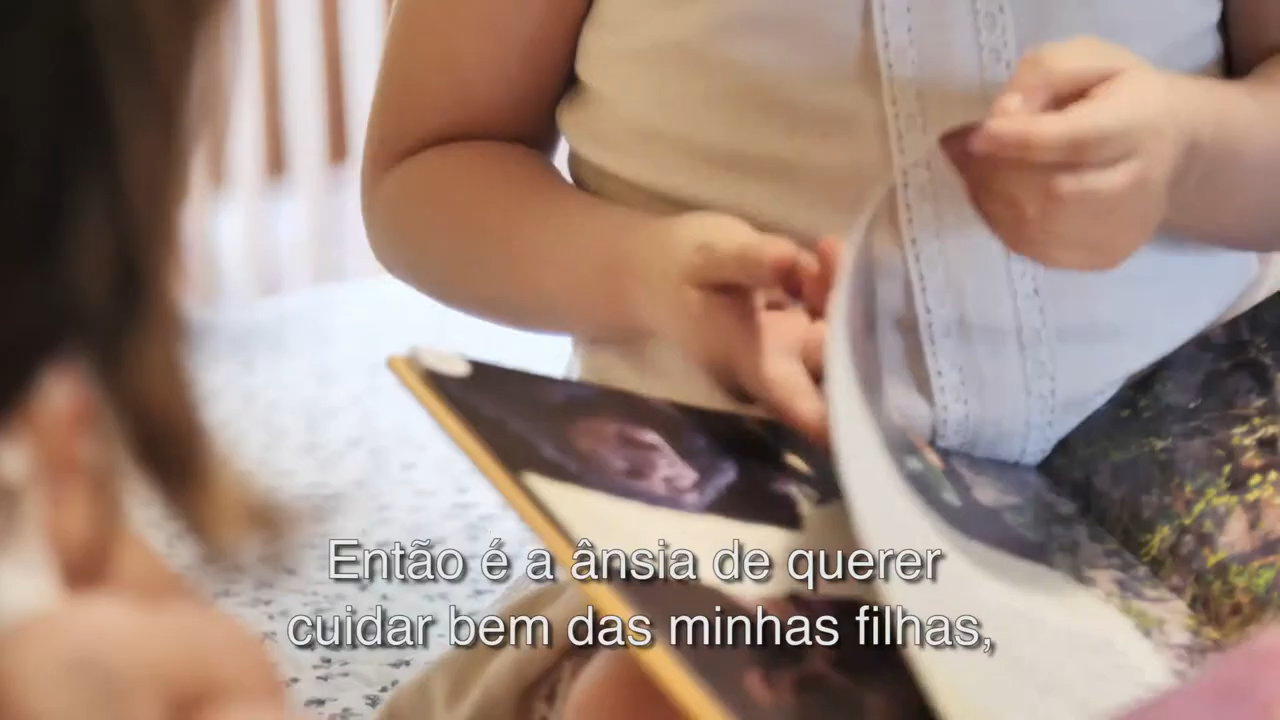 Então é a ânsia de querer
cuidar bem das minhas filhas,